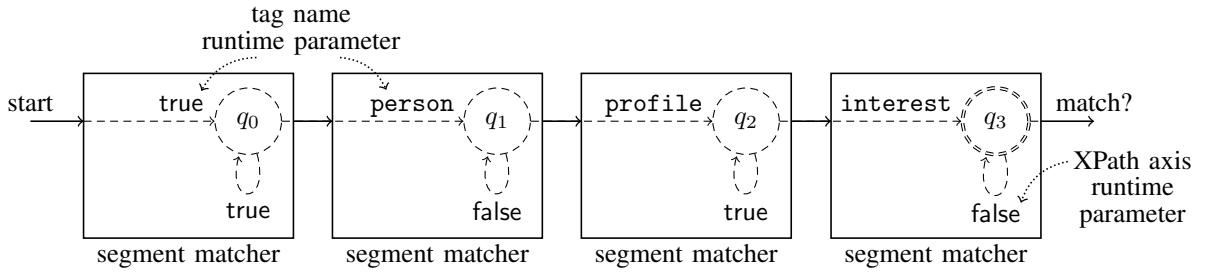 tag name
runtime parameter
start
true
q0
person
q1
profile
q2
interest
q3
match?
true
false
true
false
XPath axis
runtime
parameter
segment matcher
segment matcher
segment matcher
segment matcher